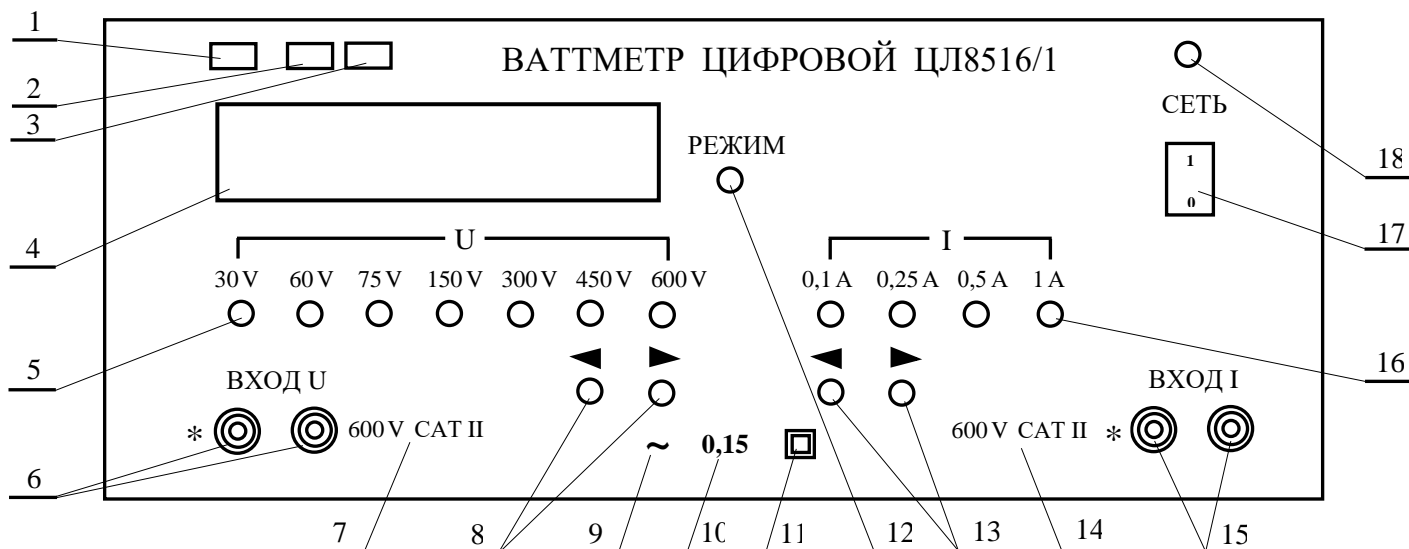 1
2
3
4
5
6
ВАТТМЕТР ЦИФРОВОЙ ЦЛ8516/1
СЕТЬ
РЕЖИМ
1
0
18
17
U
I
30 V 60 V 75 V 150 V 300 V 450 V 600 V
0,1 A 0,25 A 0,5 A 1 A
16
ВХОД U
ВХОД I
* 600 V CAT II
~ 0,15
600 V CAT II *
7 8 9 10 11 12 13 14 15